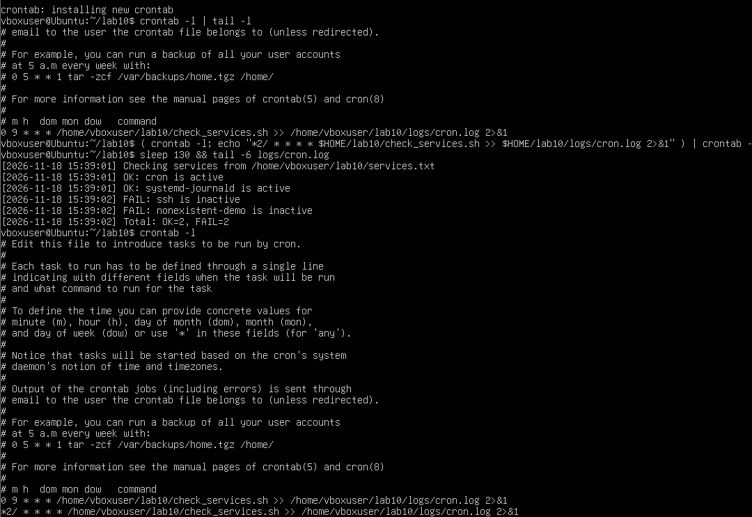 crontab: installing new crontab
vboxuser@Ubuntu:~/lab10$ crontab -l | tail -l
# email to the user the crontab file belongs to (unless redirected).
#
# For example, you can run a backup of all your user accounts
# at 5 a.m every week with:
# 0 5 * * 1 tar -zcf /var/backups/home.tgz /home/
#
# For more information see the manual pages of crontab(5) and cron(8)
#
# m h  dom mon dow   command
0 9 * * * /home/vboxuser/lab10/check_services.sh >> /home/vboxuser/lab10/logs/cron.log 2>&1
vboxuser@Ubuntu:~/lab10$ ( crontab -l; echo "*2/ * * * * $HOME/lab10/check_services.sh >> $HOME/lab10/logs/cron.log 2>&1" ) | crontab -
vboxuser@Ubuntu:~/lab10$ sleep 130 && tail -6 logs/cron.log
[2026-11-18 15:39:01] Checking services from /home/vboxuser/lab10/services.txt
[2026-11-18 15:39:01] OK: cron is active
[2026-11-18 15:39:01] OK: systemd-journald is active
[2026-11-18 15:39:02] FAIL: ssh is inactive
[2026-11-18 15:39:02] FAIL: nonexistent-demo is inactive
[2026-11-18 15:39:02] Total: OK=2, FAIL=2
vboxuser@Ubuntu:~/lab10$ crontab -l
# Edit this file to introduce tasks to be run by cron.
#
# Each task to run has to be defined through a single line
# indicating with different fields when the task will be run
# and what command to run for the task
#
# To define the time you can provide concrete values for
# minute (m), hour (h), day of month (dom), month (mon),
# and day of week (dow) or use '*' in these fields (for 'any').
#
# Notice that tasks will be started based on the cron's system
# daemon's notion of time and timezones.
#
# Output of the crontab jobs (including errors) is sent through
# email to the user the crontab file belongs to (unless redirected).
#
# For example, you can run a backup of all your user accounts
# at 5 a.m every week with:
# 0 5 * * 1 tar -zcf /var/backups/home.tgz /home/
#
# For more information see the manual pages of crontab(5) and cron(8)
#
# m h  dom mon dow   command
0 9 * * * /home/vboxuser/lab10/check_services.sh >> /home/vboxuser/lab10/logs/cron.log 2>&1
*2/ * * * * /home/vboxuser/lab10/check_services.sh >> /home/vboxuser/lab10/logs/cron.log 2>&1